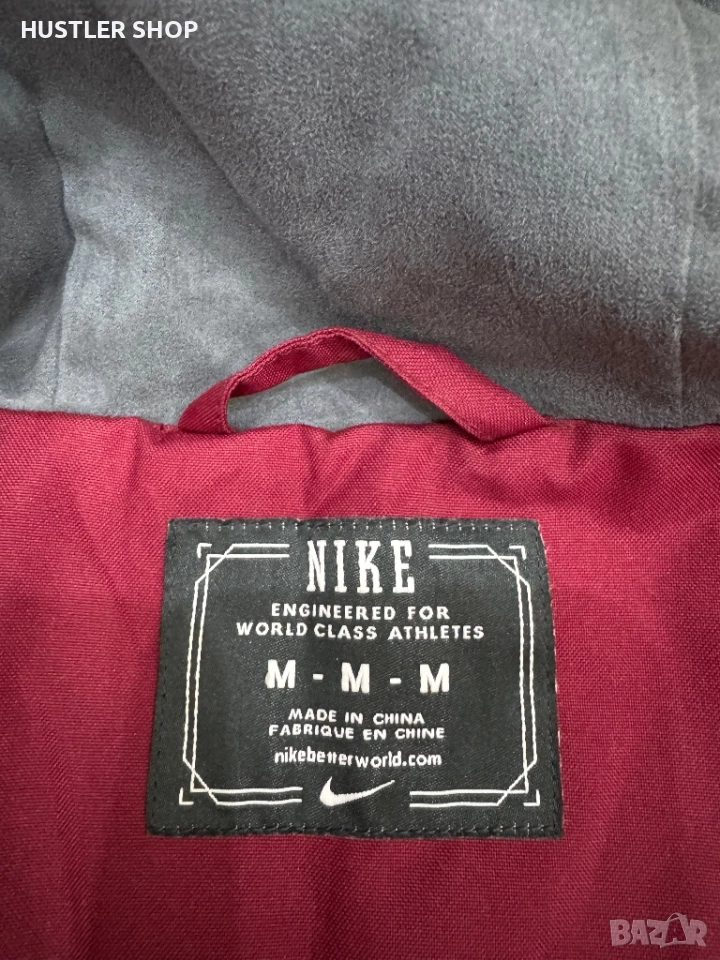 HUSTLER SHOP
NIKE
ENGINEERED FOR
WORLD CLASS ATHLETES
M - M - M
MADE IN CHINA
FABRIQUE EN CHINE
nikebetterworld.com
BAZAR